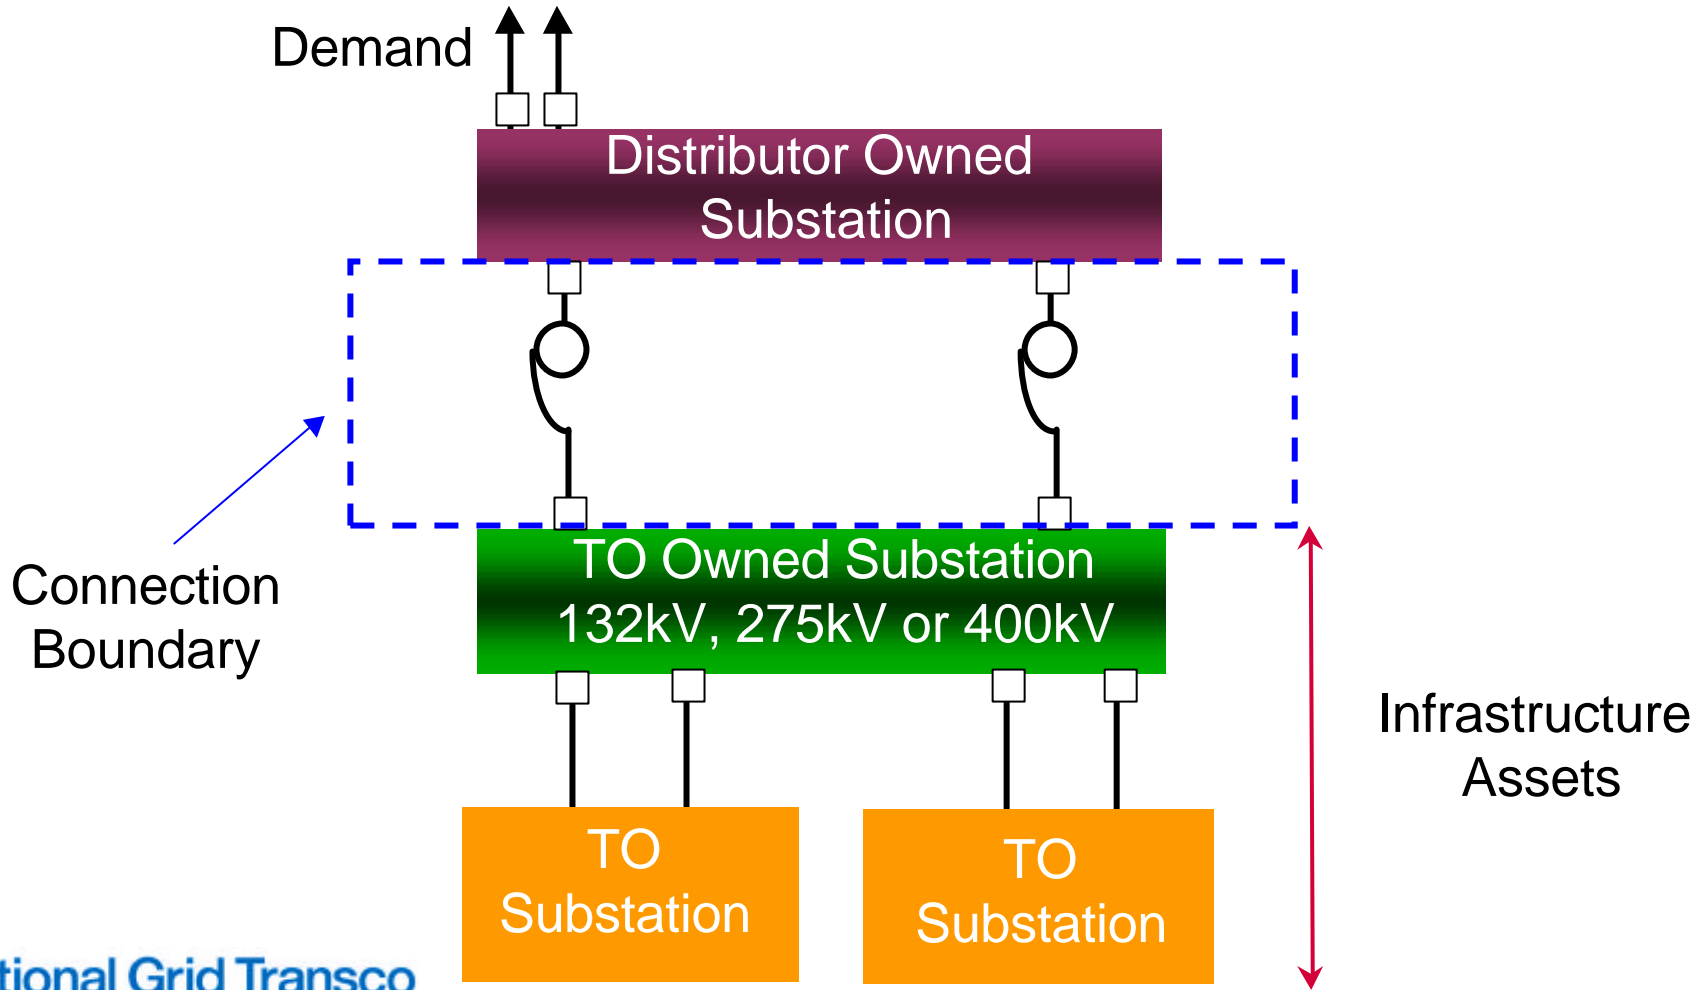 Demand
Distributor Owned
Substation
Connection
Boundary
TO Owned Substation
132kV, 275kV or 400kV
Infrastructure
Assets
TO
Substation
TO
Substation
tional Grid Transco